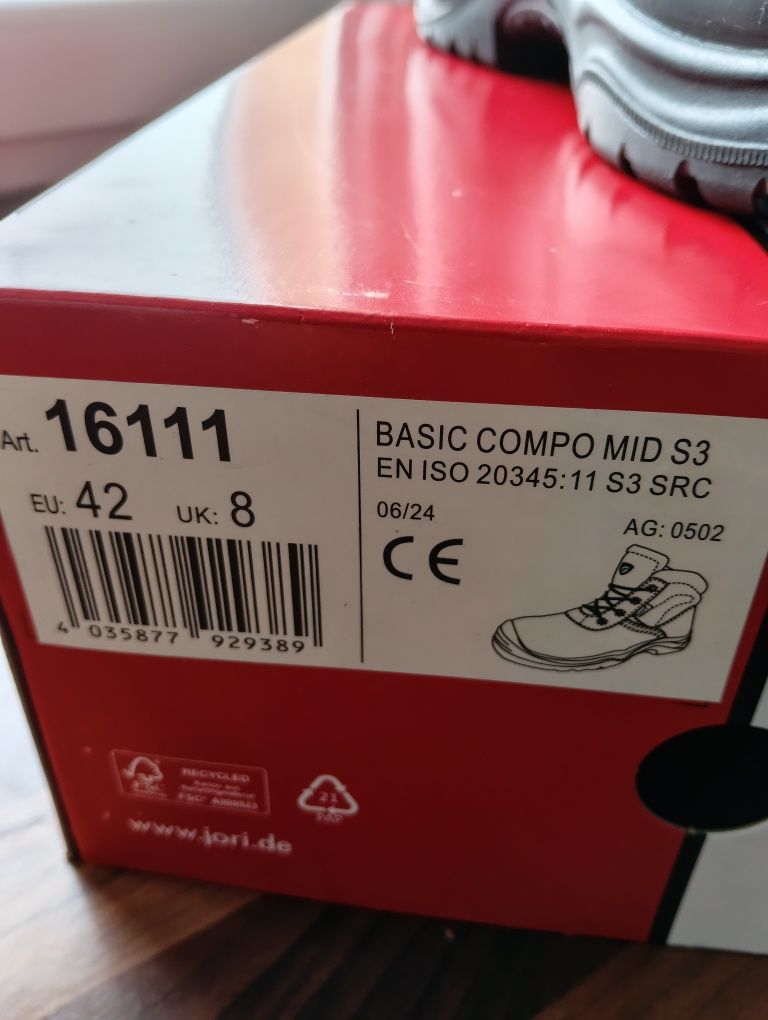 Art. 16111
EU: 42 UK: 8
4 035877 929389
BASIC COMPO MID S3
EN ISO 20345:11 S3 SRC
06/24
AG: 0502
CE
RECYCLED
21
PAP
www.jori.de